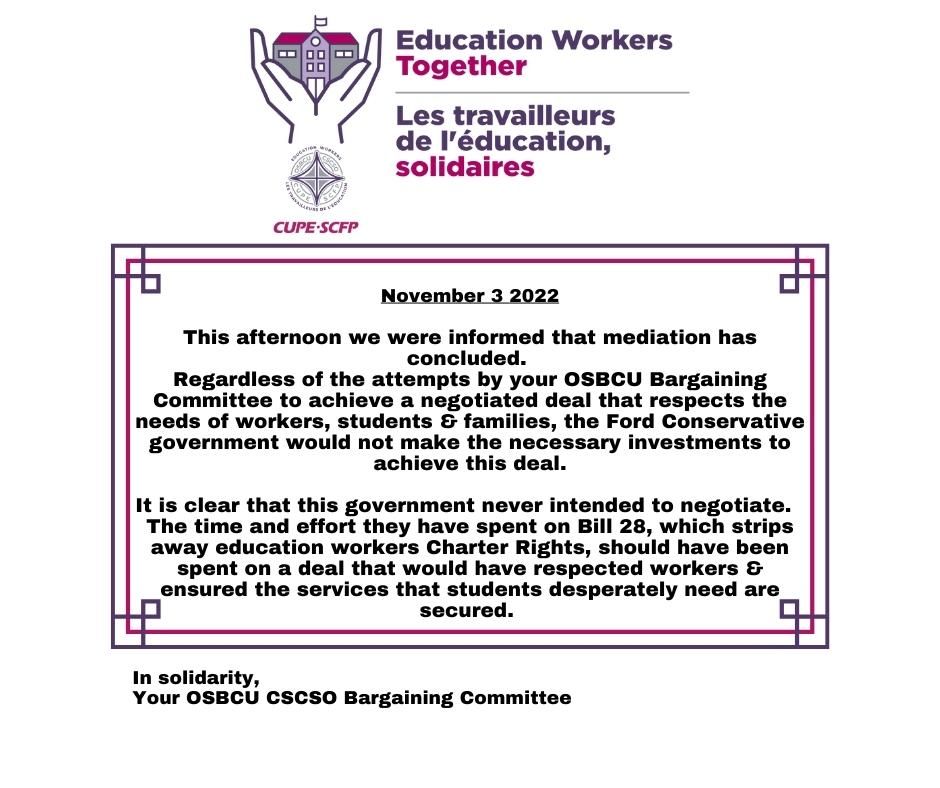 Education Workers
Together
Les travailleurs
de l'éducation,
solidaires
EDUCATION WORKERS
OSBCU CSCSO
CUPE SCFP
LES TRAVAILLEURS DE L'ÉDUCATION
CUPE·SCFP
November 3 2022
This afternoon we were informed that mediation has
concluded.
Regardless of the attempts by your OSBCU Bargaining
Committee to achieve a negotiated deal that respects the
needs of workers, students & families, the Ford Conservative
government would not make the necessary investments to
achieve this deal.
It is clear that this government never intended to negotiate.
The time and effort they have spent on Bill 28, which strips
away education workers Charter Rights, should have been
spent on a deal that would have respected workers &
ensured the services that students desperately need are
secured.
In solidarity,
Your OSBCU CSCSO Bargaining Committee